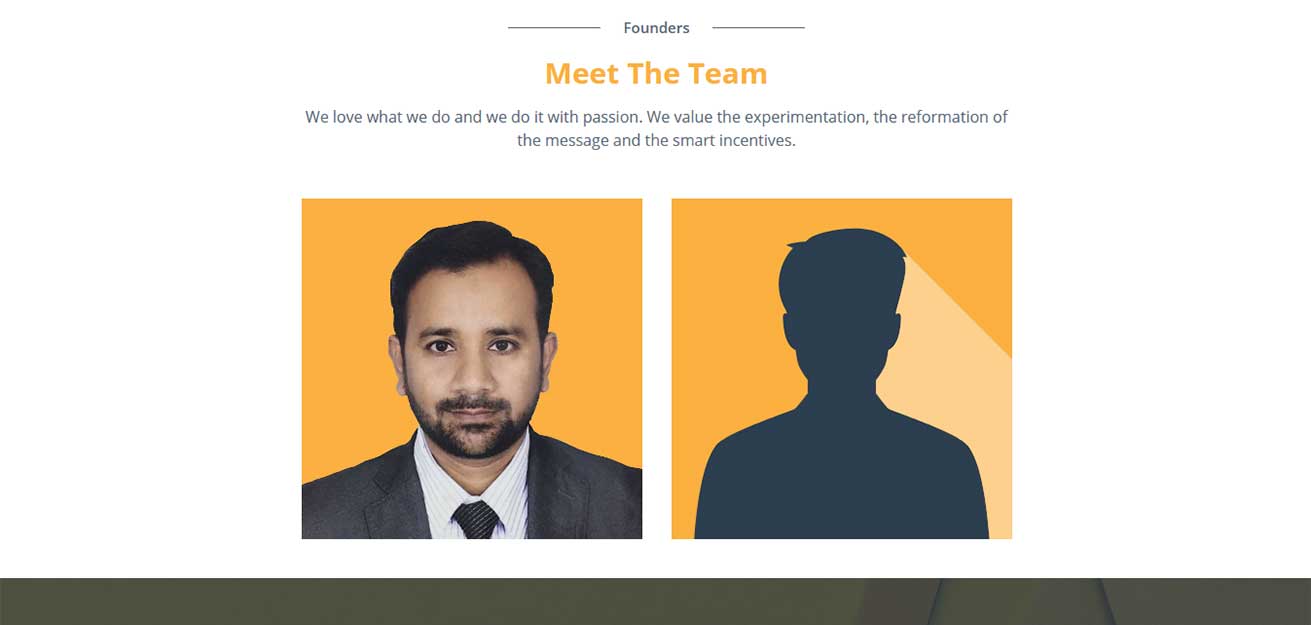 Founders
Meet The Team
We love what we do and we do it with passion. We value the experimentation, the reformation of
the message and the smart incentives.